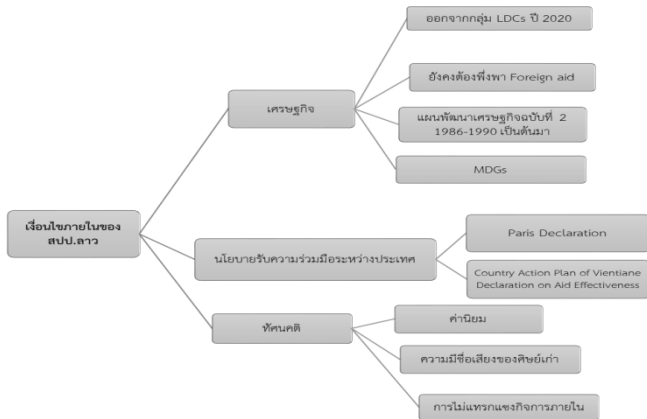 เงื่อนไขภายในของ
สปป.ลาว
เศรษฐกิจ
ออกจากกลุ่ม LDCs ปี 2020
ยังคงต้องพึ่งพา Foreign aid
แผนพัฒนาเศรษฐกิจฉบับที่ 2
1986-1990 เป็นต้นมา
MDGs
นโยบายรับความร่วมมือระหว่างประเทศ
Paris Declaration
Country Action Plan of Vientiane
Declaration on Aid Effectiveness
ทัศนคติ
ค่านิยม
ความมีชื่อเสียงของศิษย์เก่า
การไม่แทรกแซงกิจการภายใน